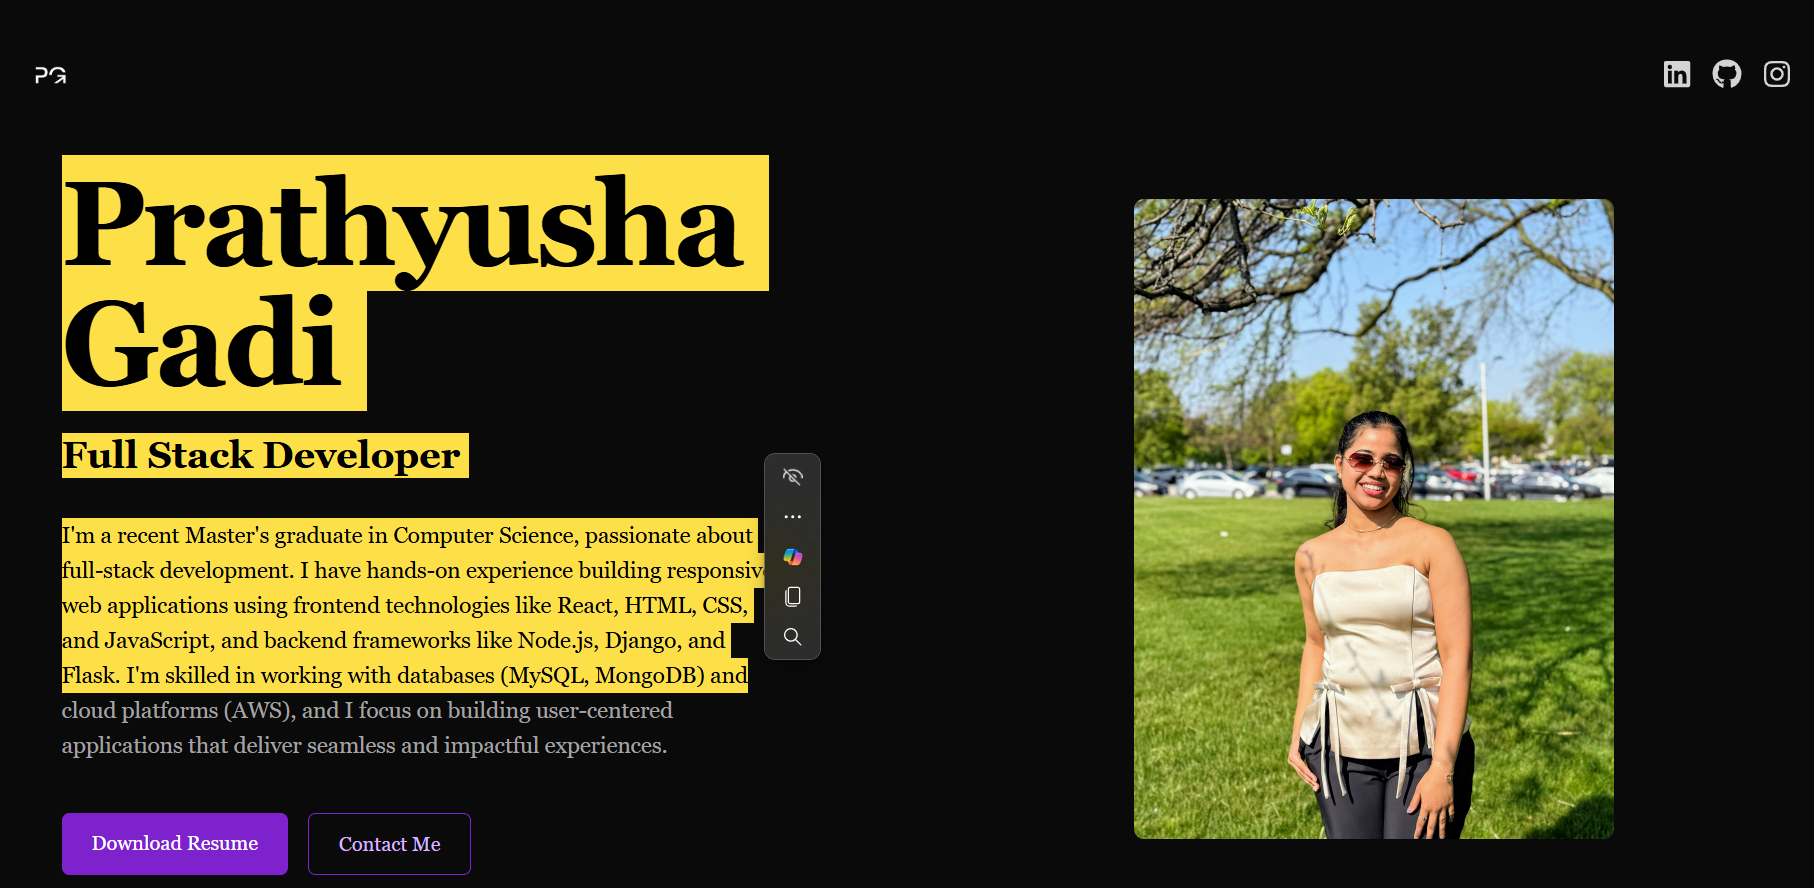 PG
Prathyusha
Gadi
Full Stack Developer
I'm a recent Master's graduate in Computer Science, passionate about
full-stack development. I have hands-on experience building responsive
web applications using frontend technologies like React, HTML, CSS,
and JavaScript, and backend frameworks like Node.js, Django, and
Flask. I'm skilled in working with databases (MySQL, MongoDB) and
cloud platforms (AWS), and I focus on building user-centered
applications that deliver seamless and impactful experiences.
Download Resume
Contact Me